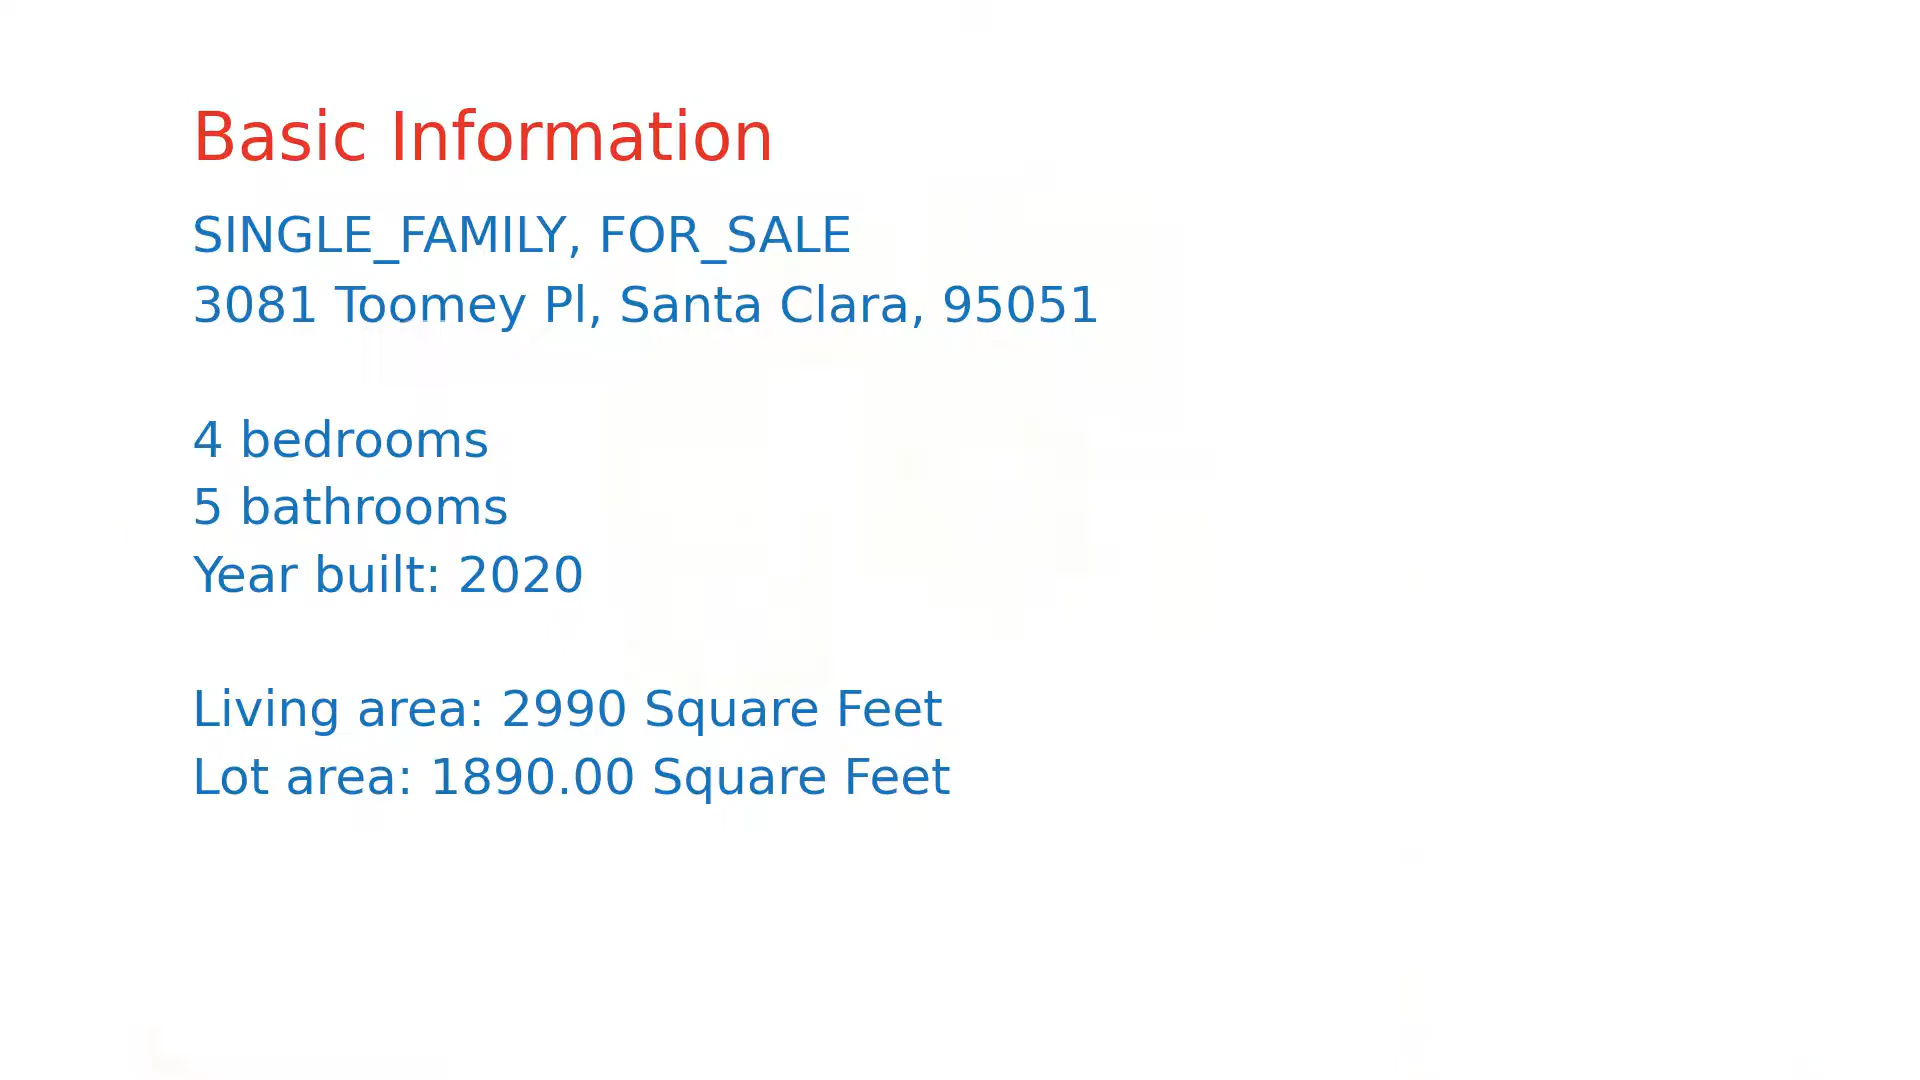 Basic Information
SINGLE_FAMILY, FOR_SALE
3081 Toomey Pl, Santa Clara, 95051
4 bedrooms
5 bathrooms
Year built: 2020
Living area: 2990 Square Feet
Lot area: 1890.00 Square Feet